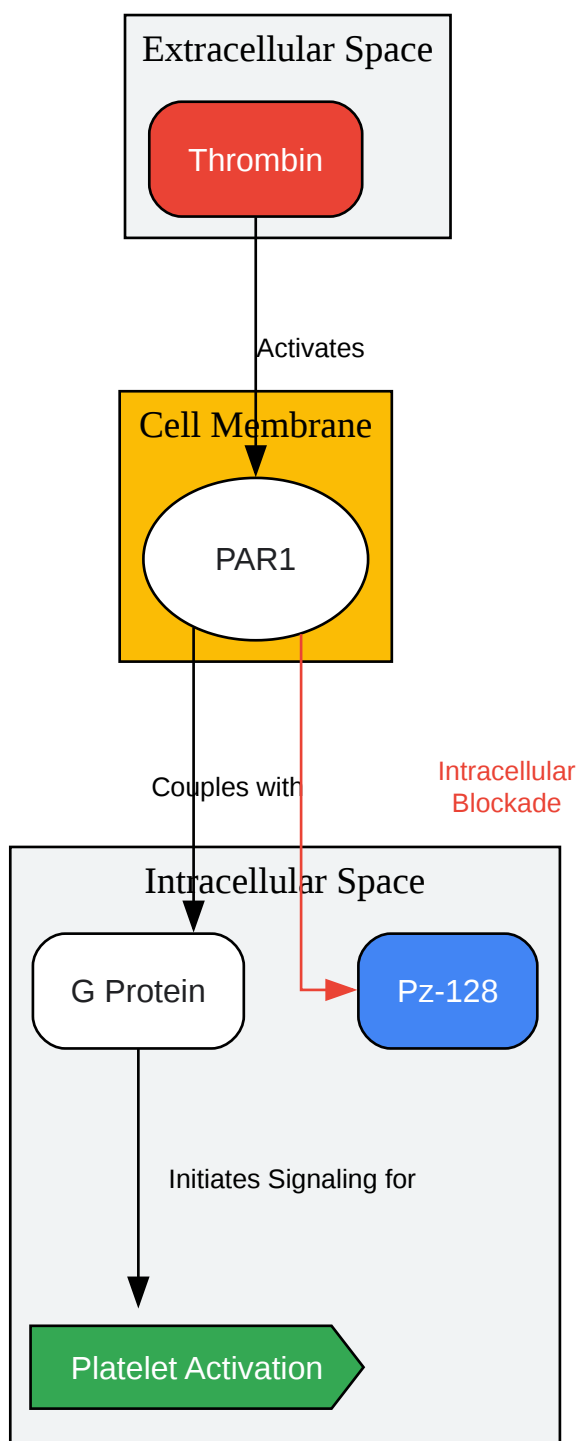 Extracellular Space
Thrombin
Activates
Cell Membrane
PAR1
Couples with
Intracellular
Blockade
Intracellular Space
G Protein
Pz-128
Initiates Signaling for
Platelet Activation